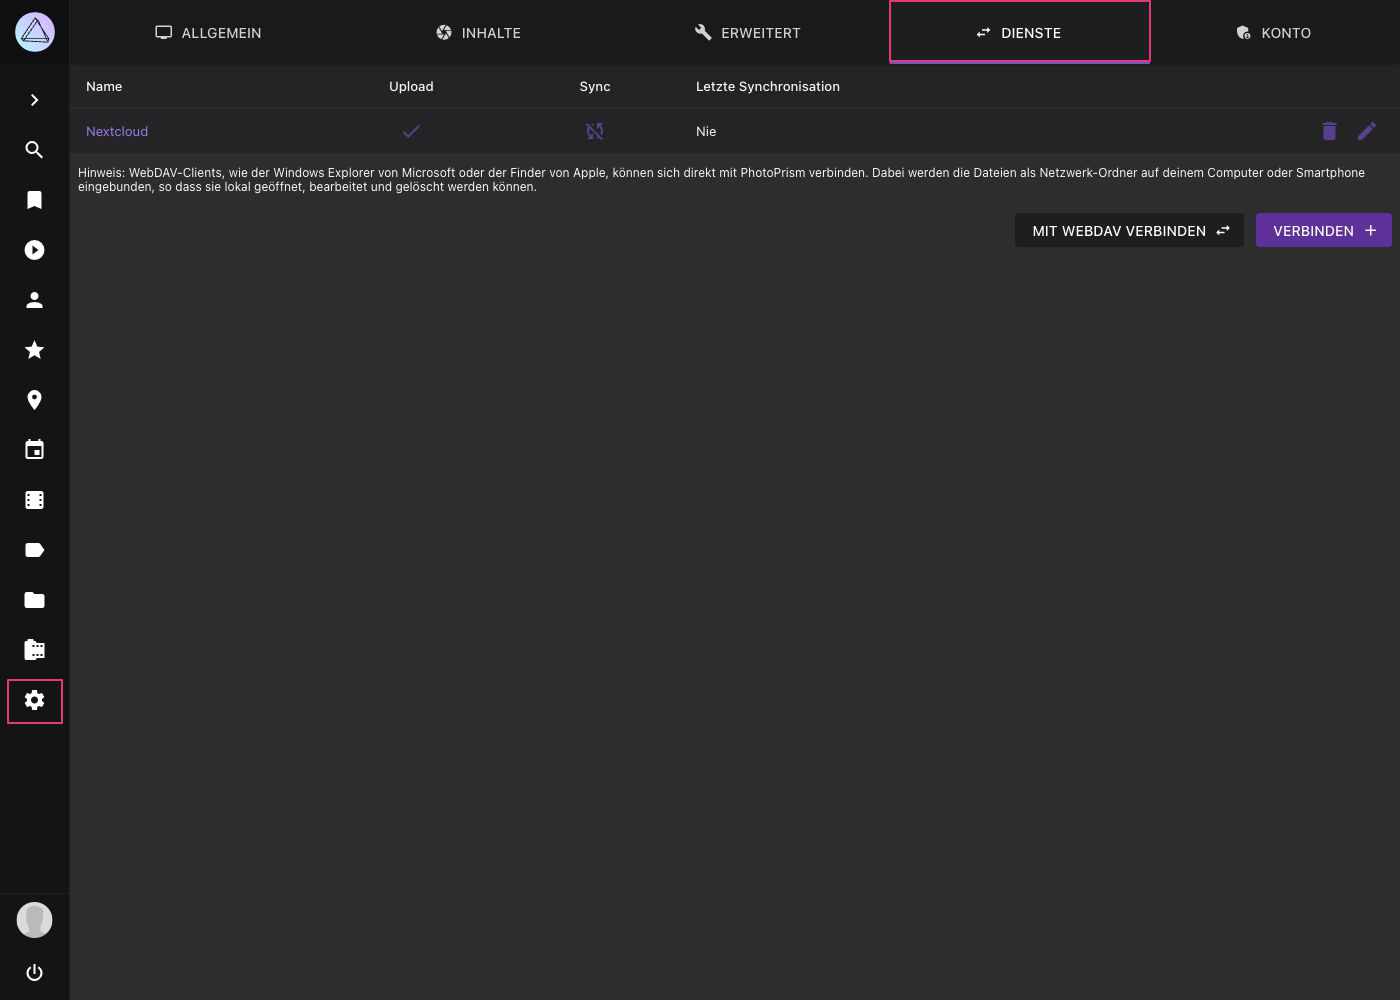 ALLGEMEIN
INHALTE
ERWEITERT
DIENSTE
KONTO
Name Upload Sync Letzte Synchronisation
Nextcloud Nie
Hinweis: WebDAV-Clients, wie der Windows Explorer von Microsoft oder der Finder von Apple, können sich direkt mit PhotoPrism verbinden. Dabei werden die Dateien als Netzwerk-Ordner auf deinem Computer oder Smartphone
eingebunden, so dass sie lokal geöffnet, bearbeitet und gelöscht werden können.
MIT WEBDAV VERBINDEN
VERBINDEN